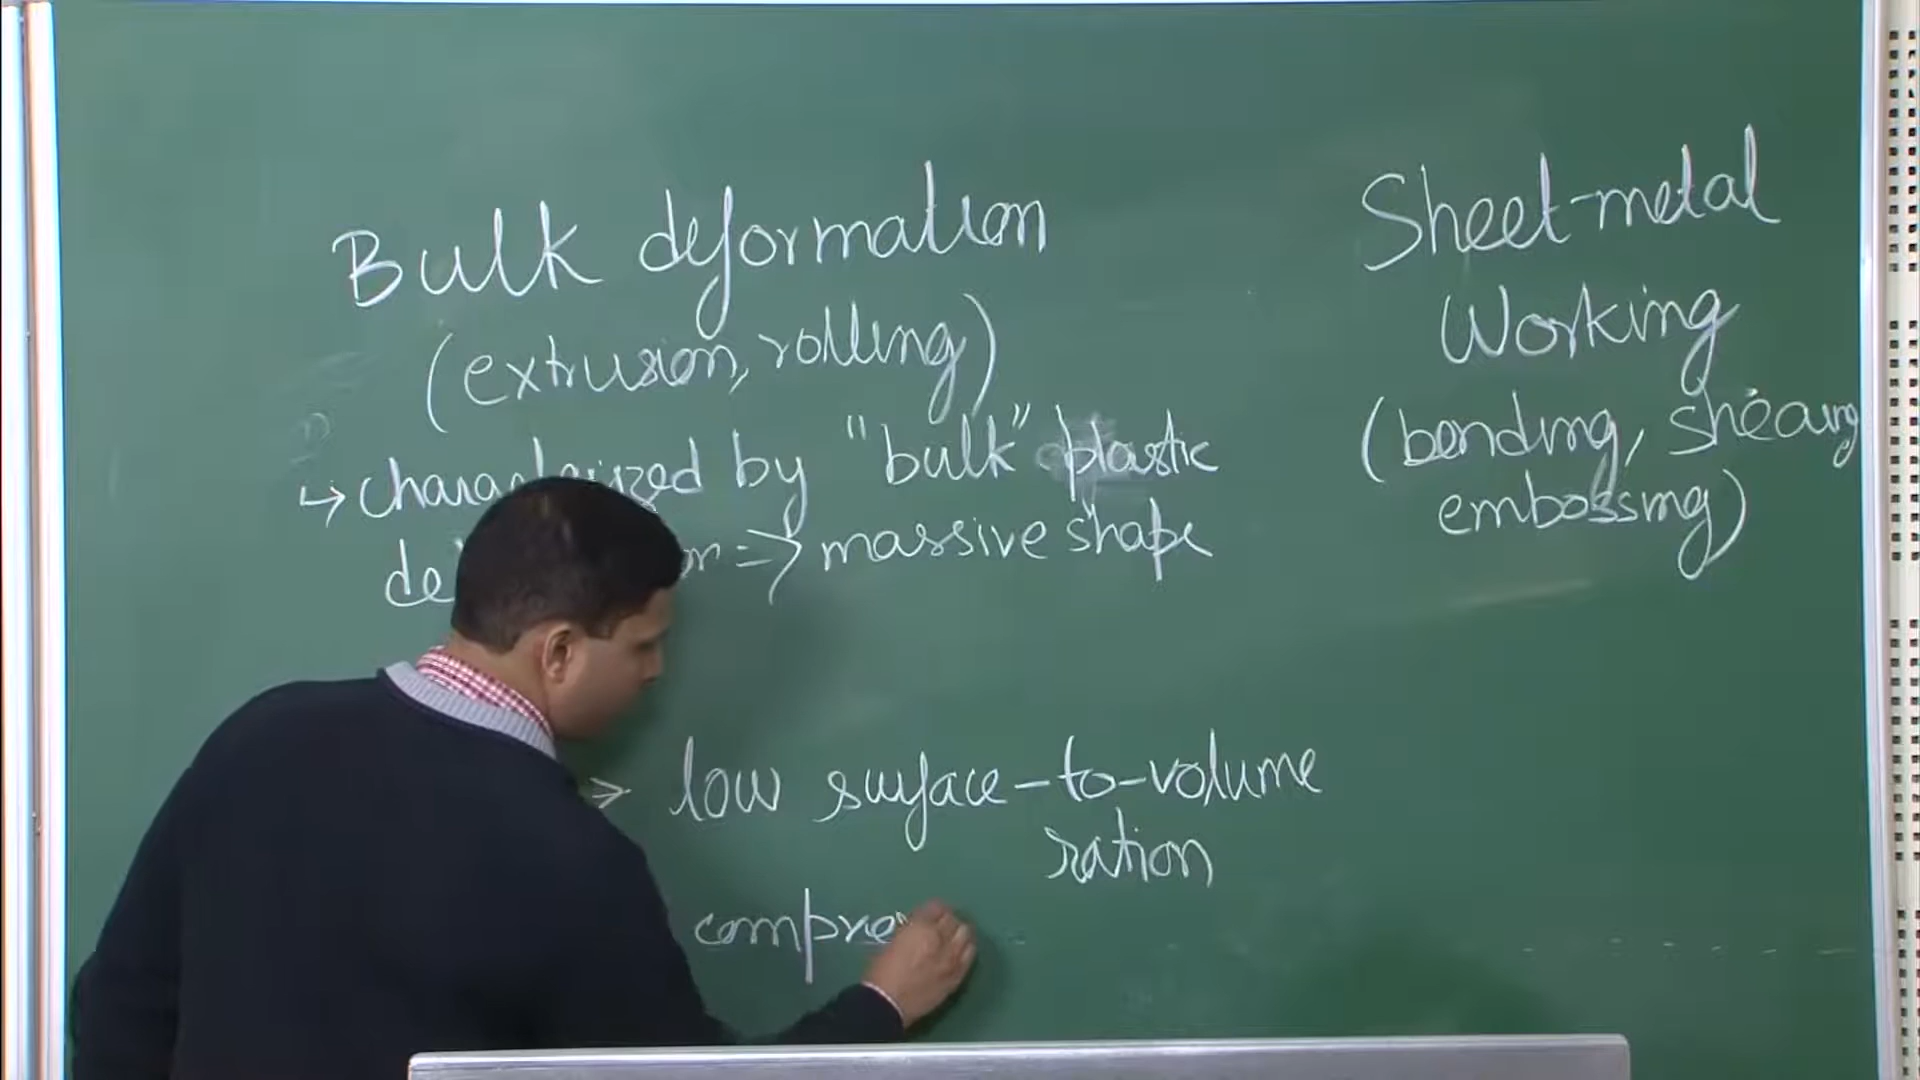 Bulk deformation
(extrusion, rolling)
↳ characterized by "bulk" plastic
=> massive shape
> low surface-to-volume
ration
compre
Sheet-metal
Working
(bending, shearing
embossing)